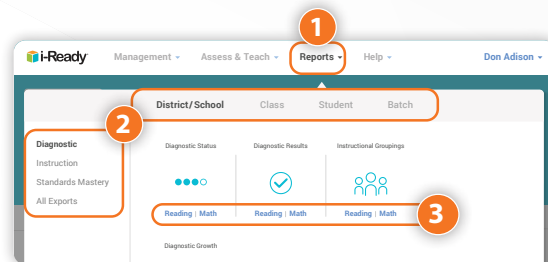 1
i-Ready Management Assess & Teach Reports Help Don Adison
2
District/School Class Student Batch
Diagnostic
Instruction
Standards Mastery
All Exports
Diagnostic Status Diagnostic Results Instructional Groupings
Reading | Math Reading | Math Reading | Math
3
Diagnostic Growth